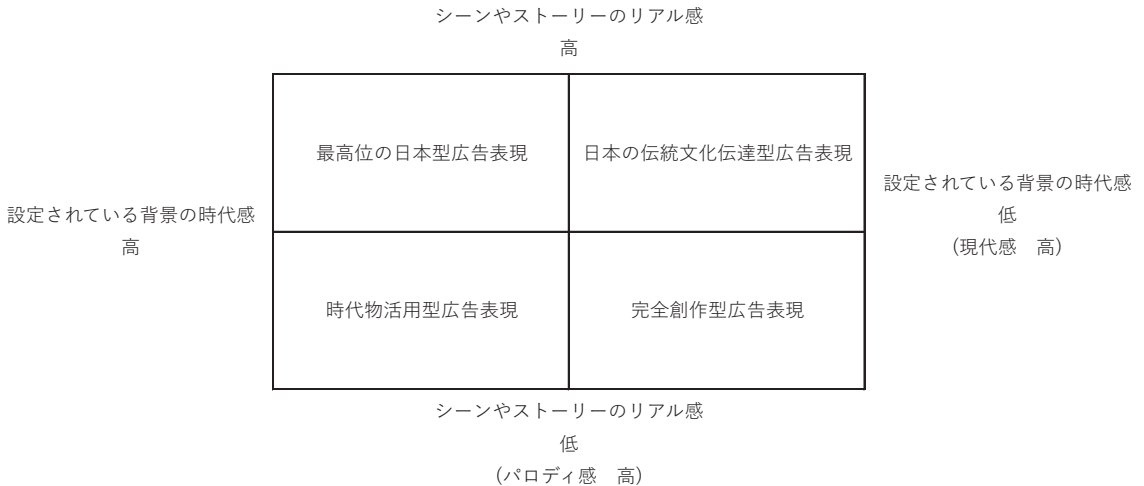 シーンやストーリーのリアル感
高
最高位の日本型広告表現
日本の伝統文化伝達型広告表現
設定されている背景の時代感
高
設定されている背景の時代感
低
（現代感　高）
時代物活用型広告表現
完全創作型広告表現
シーンやストーリーのリアル感
低
（パロディ感　高）